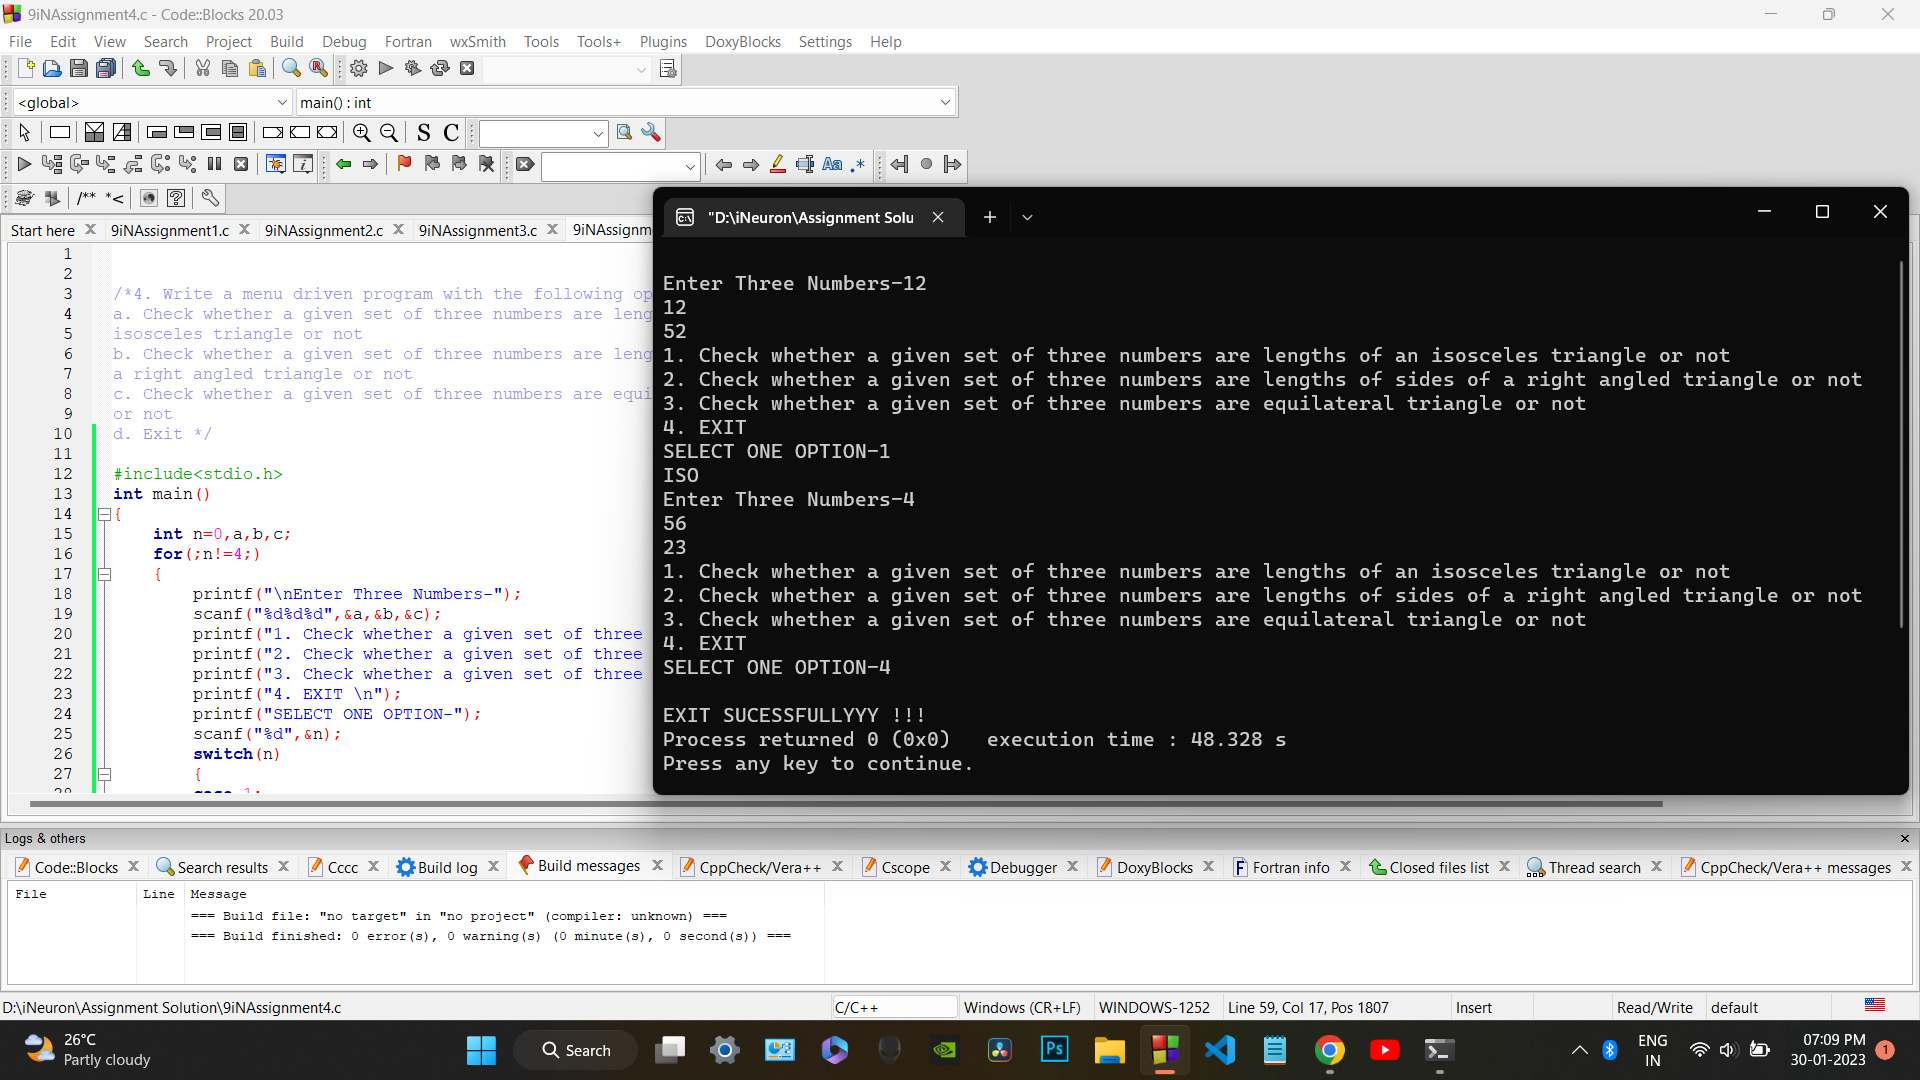 9iNAssignment4.c - Code::Blocks 20.03
File Edit View Search Project Build Debug Fortran wxSmith Tools Tools+ Plugins DoxyBlocks Settings Help
<global> main() : int
S C
Aa .*
/** *<
Start here 9iNAssignment1.c 9iNAssignment2.c 9iNAssignment3.c 9iNAssignm
1
2
3 /*4. Write a menu driven program with the following op
4 a. Check whether a given set of three numbers are leng
5 isosceles triangle or not
6 b. Check whether a given set of three numbers are leng
7 a right angled triangle or not
8 c. Check whether a given set of three numbers are equi
9 or not
10 d. Exit */
11
12 #include<stdio.h>
13 int main()
14 {
15 int n=0,a,b,c;
16 for(;n!=4;)
17 {
18 printf("\nEnter Three Numbers-");
19 scanf("%d%d%d",&a,&b,&c);
20 printf("1. Check whether a given set of three
21 printf("2. Check whether a given set of three
22 printf("3. Check whether a given set of three
23 printf("4. EXIT \n");
24 printf("SELECT ONE OPTION-");
25 scanf("%d",&n);
26 switch(n)
27 {
28 case 1:
"D:\iNeuron\Assignment Solu
Enter Three Numbers-12
12
52
1. Check whether a given set of three numbers are lengths of an isosceles triangle or not
2. Check whether a given set of three numbers are lengths of sides of a right angled triangle or not
3. Check whether a given set of three numbers are equilateral triangle or not
4. EXIT
SELECT ONE OPTION-1
ISO
Enter Three Numbers-4
56
23
1. Check whether a given set of three numbers are lengths of an isosceles triangle or not
2. Check whether a given set of three numbers are lengths of sides of a right angled triangle or not
3. Check whether a given set of three numbers are equilateral triangle or not
4. EXIT
SELECT ONE OPTION-4
EXIT SUCESSFULLYYY !!!
Process returned 0 (0x0)   execution time : 48.328 s
Press any key to continue.
Logs & others
Code::Blocks Search results Cccc Build log Build messages CppCheck/Vera++ Cscope Debugger DoxyBlocks Fortran info Closed files list Thread search CppCheck/Vera++ messages
File Line Message
=== Build file: "no target" in "no project" (compiler: unknown) ===
=== Build finished: 0 error(s), 0 warning(s) (0 minute(s), 0 second(s)) ===
D:\iNeuron\Assignment Solution\9iNAssignment4.c C/C++ Windows (CR+LF) WINDOWS-1252 Line 59, Col 17, Pos 1807 Insert Read/Write default
26°C
Partly cloudy
Search
Ps
ENG
IN
07:09 PM
30-01-2023
1